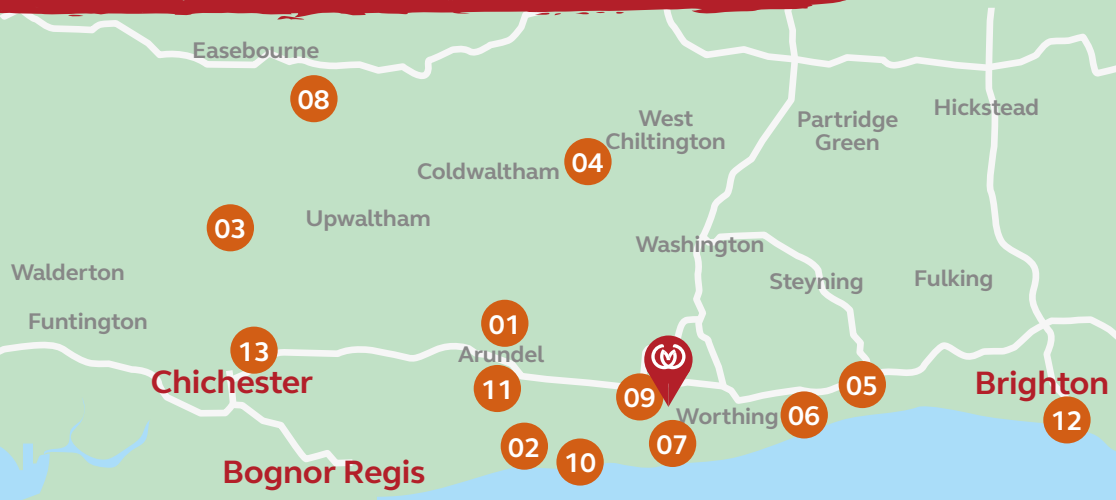 Easebourne
08
West
Chiltington
Partridge
Green
Hickstead
04
Coldwaltham
03
Upwaltham
Washington
Walderton
Steyning
Fulking
Funtington
01
13
Arundel
Chichester
11
09
05
Brighton
Worthing
06
12
02
07
10
Bognor Regis